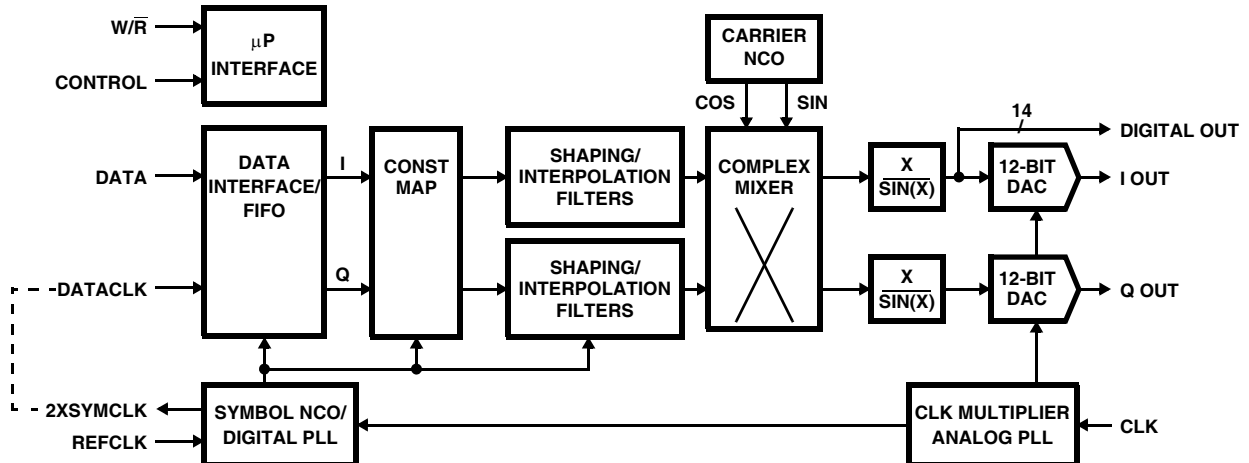 W/R̅
CONTROL
µP
INTERFACE
CARRIER
NCO
COS
SIN
14
DIGITAL OUT
DATA
DATA
INTERFACE/
FIFO
I
CONST
MAP
SHAPING/
INTERPOLATION
FILTERS
COMPLEX
MIXER
X
SIN(X)
12-BIT
DAC
I OUT
DATACLK
Q
SHAPING/
INTERPOLATION
FILTERS
X
SIN(X)
12-BIT
DAC
Q OUT
2XSYMCLK
REFCLK
SYMBOL NCO/
DIGITAL PLL
CLK MULTIPLIER
ANALOG PLL
CLK